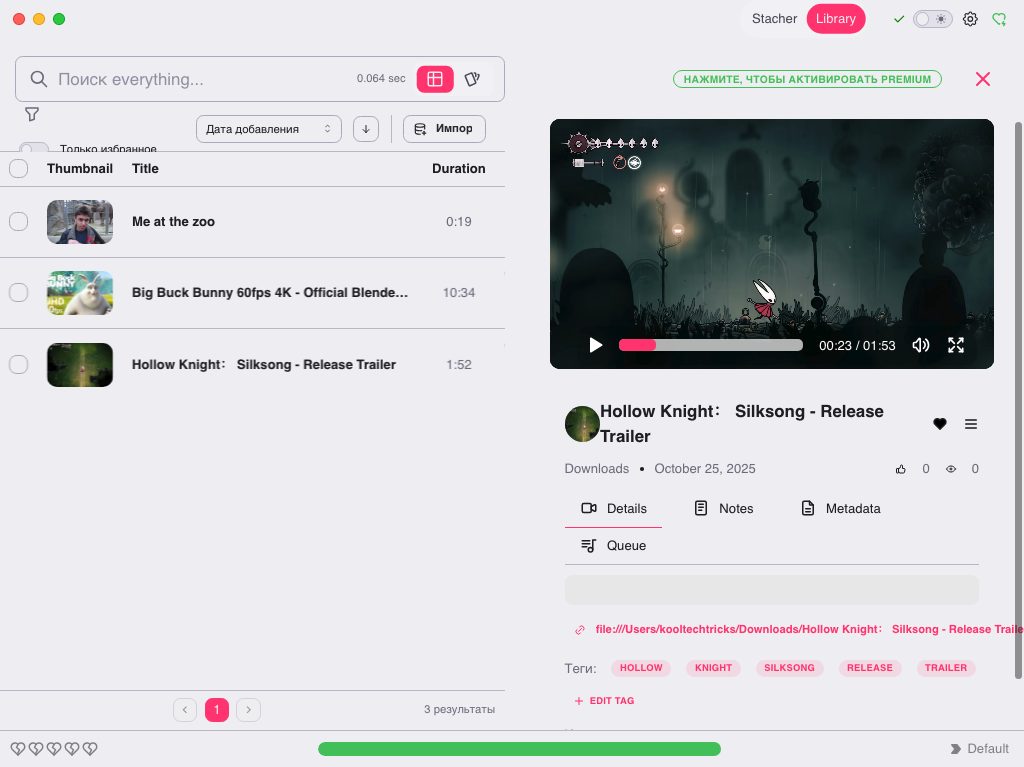 Stacher Library
Поиск everything... 0.064 sec
НАЖМИТЕ, ЧТОБЫ АКТИВИРОВАТЬ PREMIUM
Дата добавления
Импор
Только избранное
Thumbnail Title Duration
Me at the zoo 0:19
Big Buck Bunny 60fps 4K - Official Blende... 10:34
Hollow Knight： Silksong - Release Trailer 1:52
1
3 результаты
00:23 / 01:53
Hollow Knight： Silksong - Release
Trailer
Downloads • October 25, 2025 0 0
Details Notes Metadata
Queue
file:///Users/kooltechtricks/Downloads/Hollow Knight： Silksong - Release Traile
Теги: HOLLOW KNIGHT SILKSONG RELEASE TRAILER
+ EDIT TAG
Default